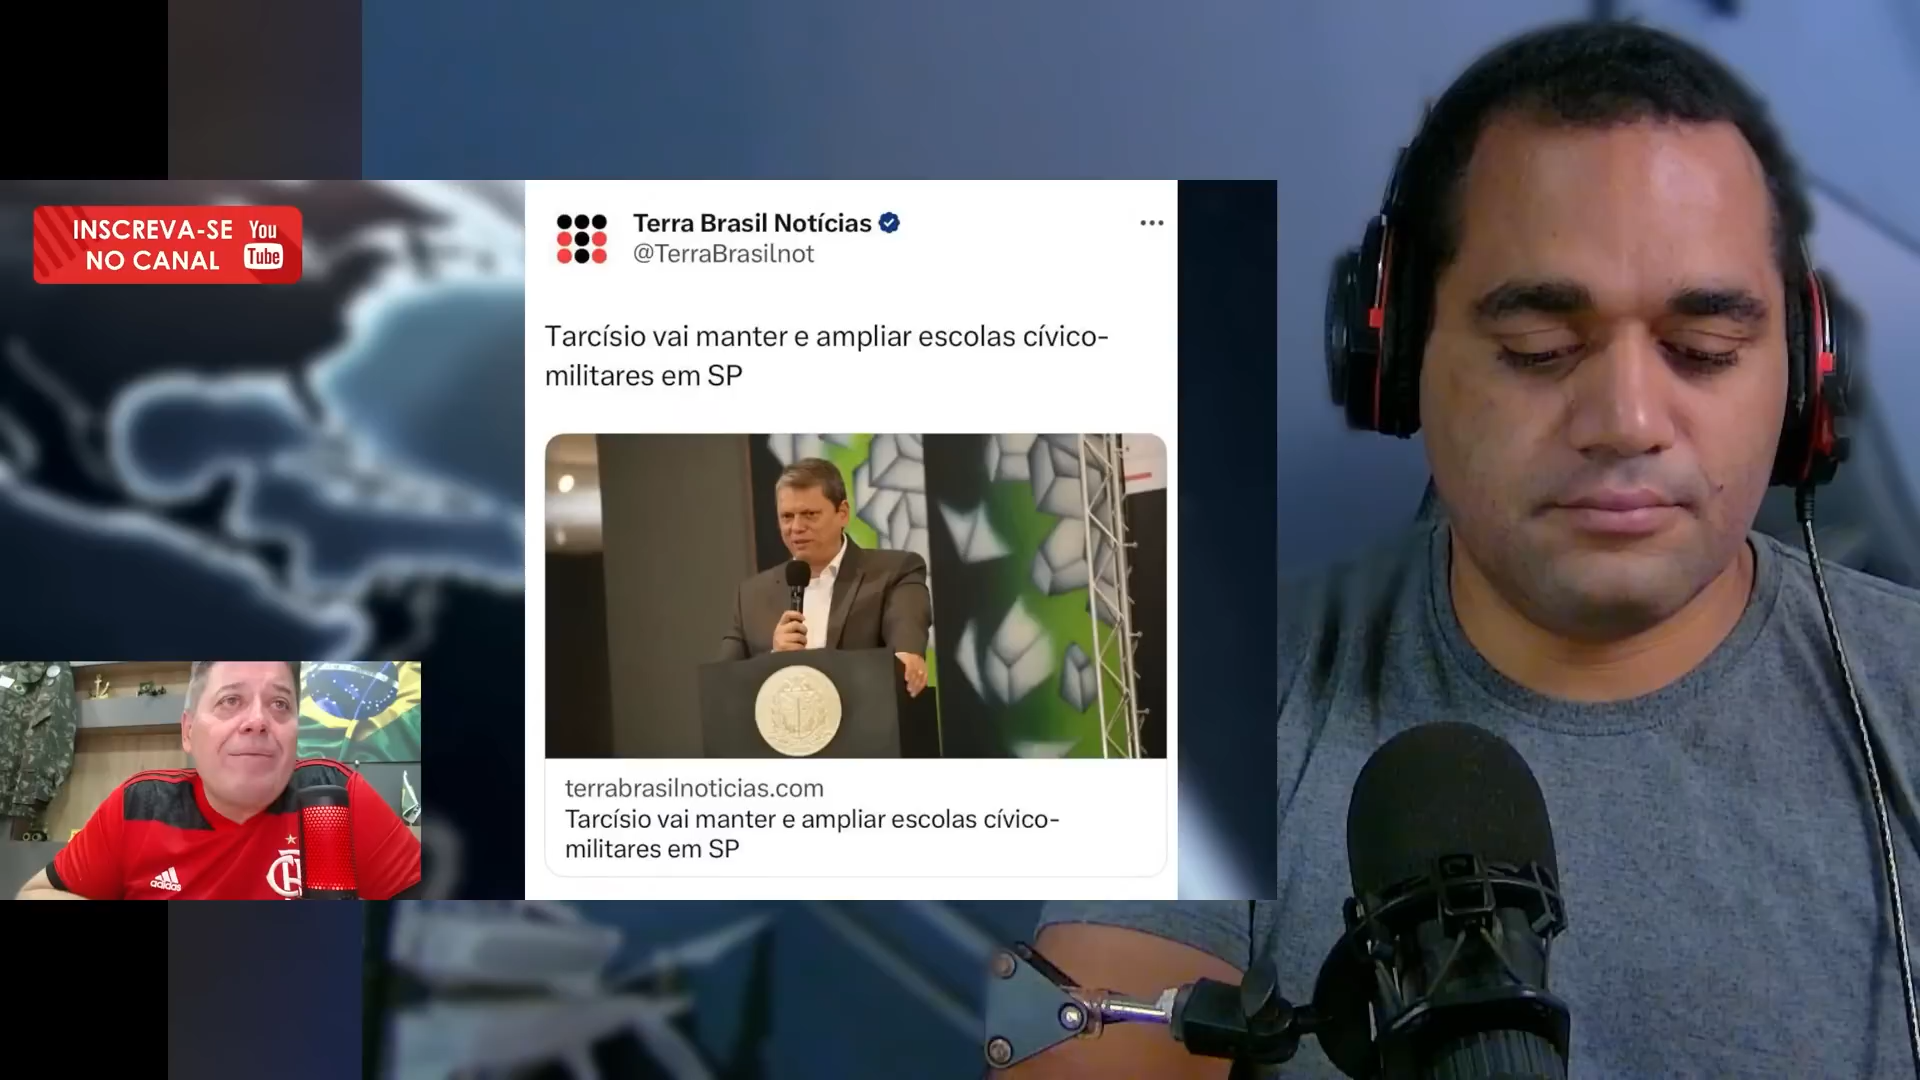 INSCREVA-SE
NO CANAL
You
Tube
Terra Brasil Notícias
@TerraBrasilnot
Tarcísio vai manter e ampliar escolas cívico-
militares em SP
terrabrasilnoticias.com
Tarcísio vai manter e ampliar escolas cívico-
militares em SP
adidas